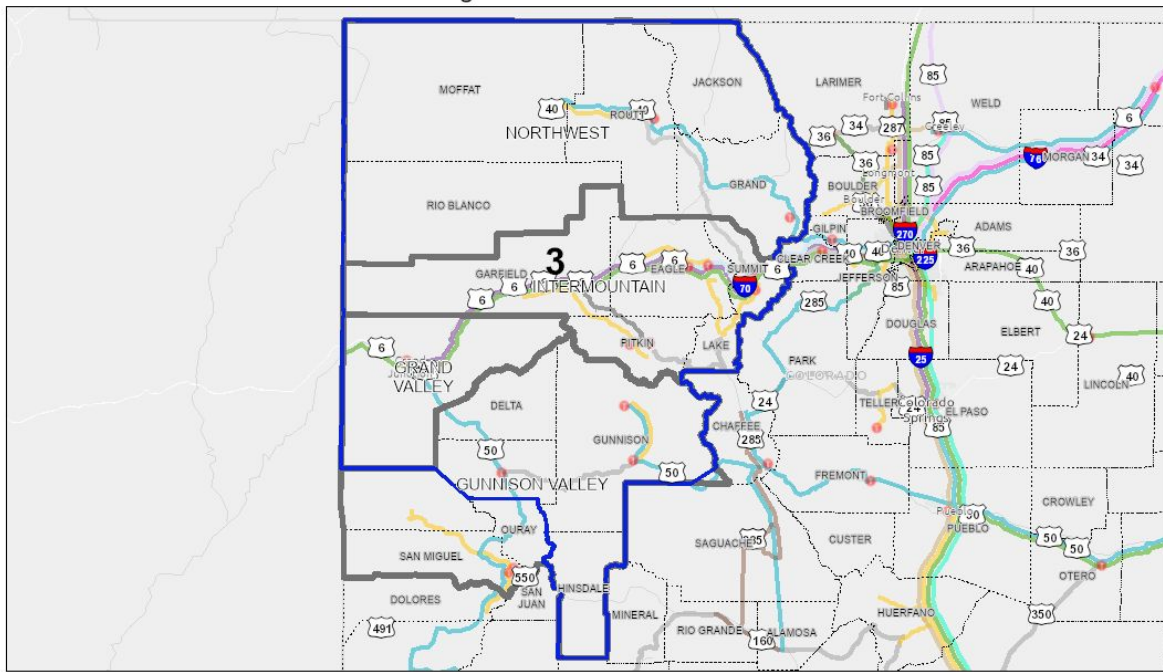 JACKSON
LARIMER
MOFFAT
85
WELD
Fort Collins
40
40
ROUTT
34
287
85
Greeley
6
NORTHWEST
36
34
85
76
MORGAN
34
34
36
Longmont
GRAND
BOULDER
85
Boulder
RIO BLANCO
BROOMFIELD
GILPIN
270
ADAMS
3
6
EAGLE
6
SUMMIT
6
CLEAR CREEK
40
40
DENVER
36
36
GARFIELD
6
225
ARAPAHOE
40
INTERMOUNTAIN
70
JEFFERSON
85
6
285
40
DOUGLAS
ELBERT
24
6
PITKIN
LAKE
PARK
25
GRAND
VALLEY
COLORADO
24
LINCOLN
40
DELTA
24
TELLER
Colorado
Springs
24
EL PASO
85
GUNNISON
CHAFFEE
285
50
50
FREMONT
GUNNISON VALLEY
CROWLEY
Pueblo
PUEBLO
50
50
OURAY
SAGUACHE
285
CUSTER
50
SAN MIGUEL
OTERO
550
SAN
JUAN
HINSDALE
DOLORES
MINERAL
HUERFANO
350
491
RIO GRANDE
ALAMOSA
160